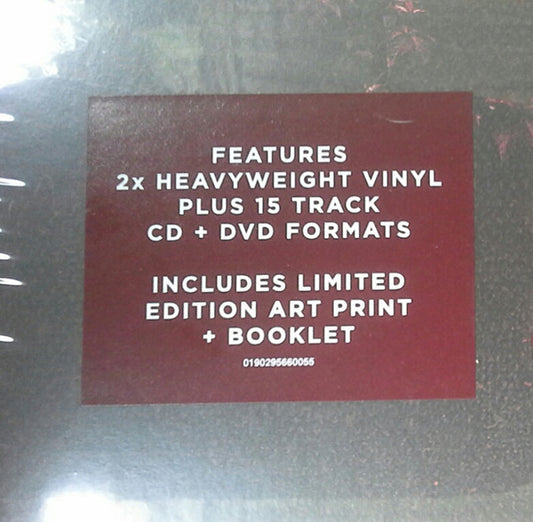 FEATURES
2x HEAVYWEIGHT VINYL
PLUS 15 TRACK
CD + DVD FORMATS
INCLUDES LIMITED
EDITION ART PRINT
+ BOOKLET
0190295660055